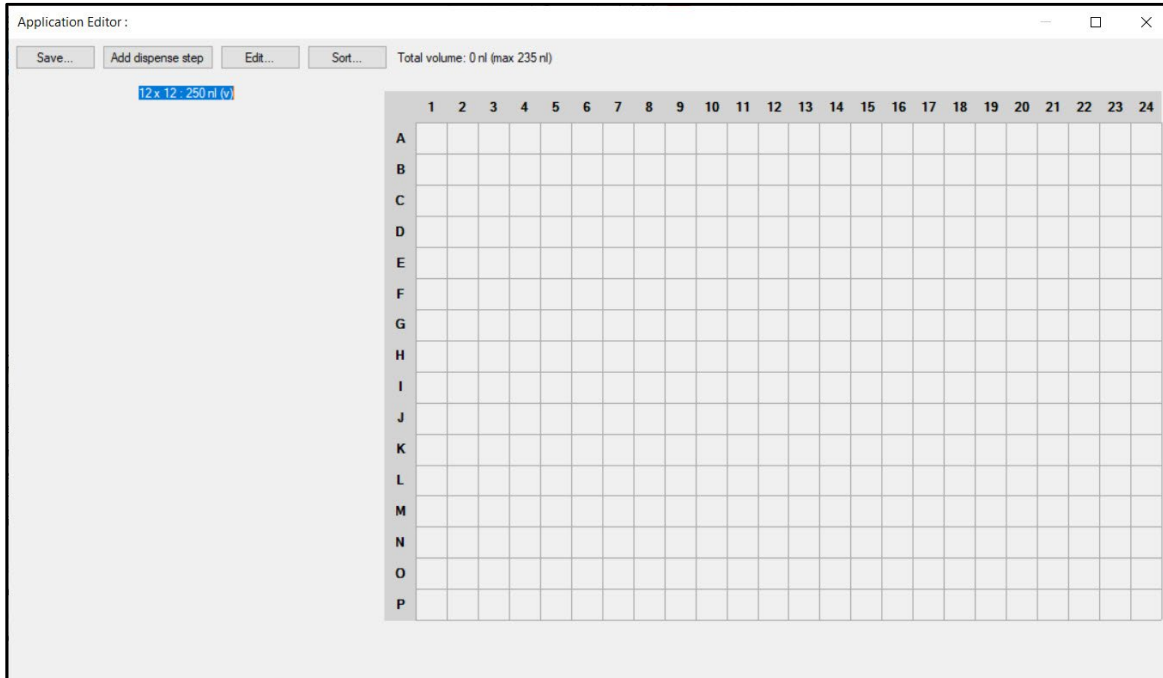 Application Editor :
Save... Add dispense step Edit... Sort... Total volume: 0 nl (max 235 nl)
12 x 12 : 250 nl (v)
1 2 3 4 5 6 7 8 9 10 11 12 13 14 15 16 17 18 19 20 21 22 23 24
A
B
C
D
E
F
G
H
I
J
K
L
M
N
O
P